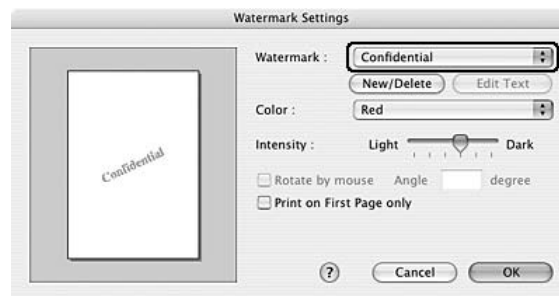 Watermark Settings
Watermark : Confidential
New/Delete Edit Text
Color : Red
Intensity : Light Dark
Confidential
Rotate by mouse Angle degree
Print on First Page only
? Cancel OK